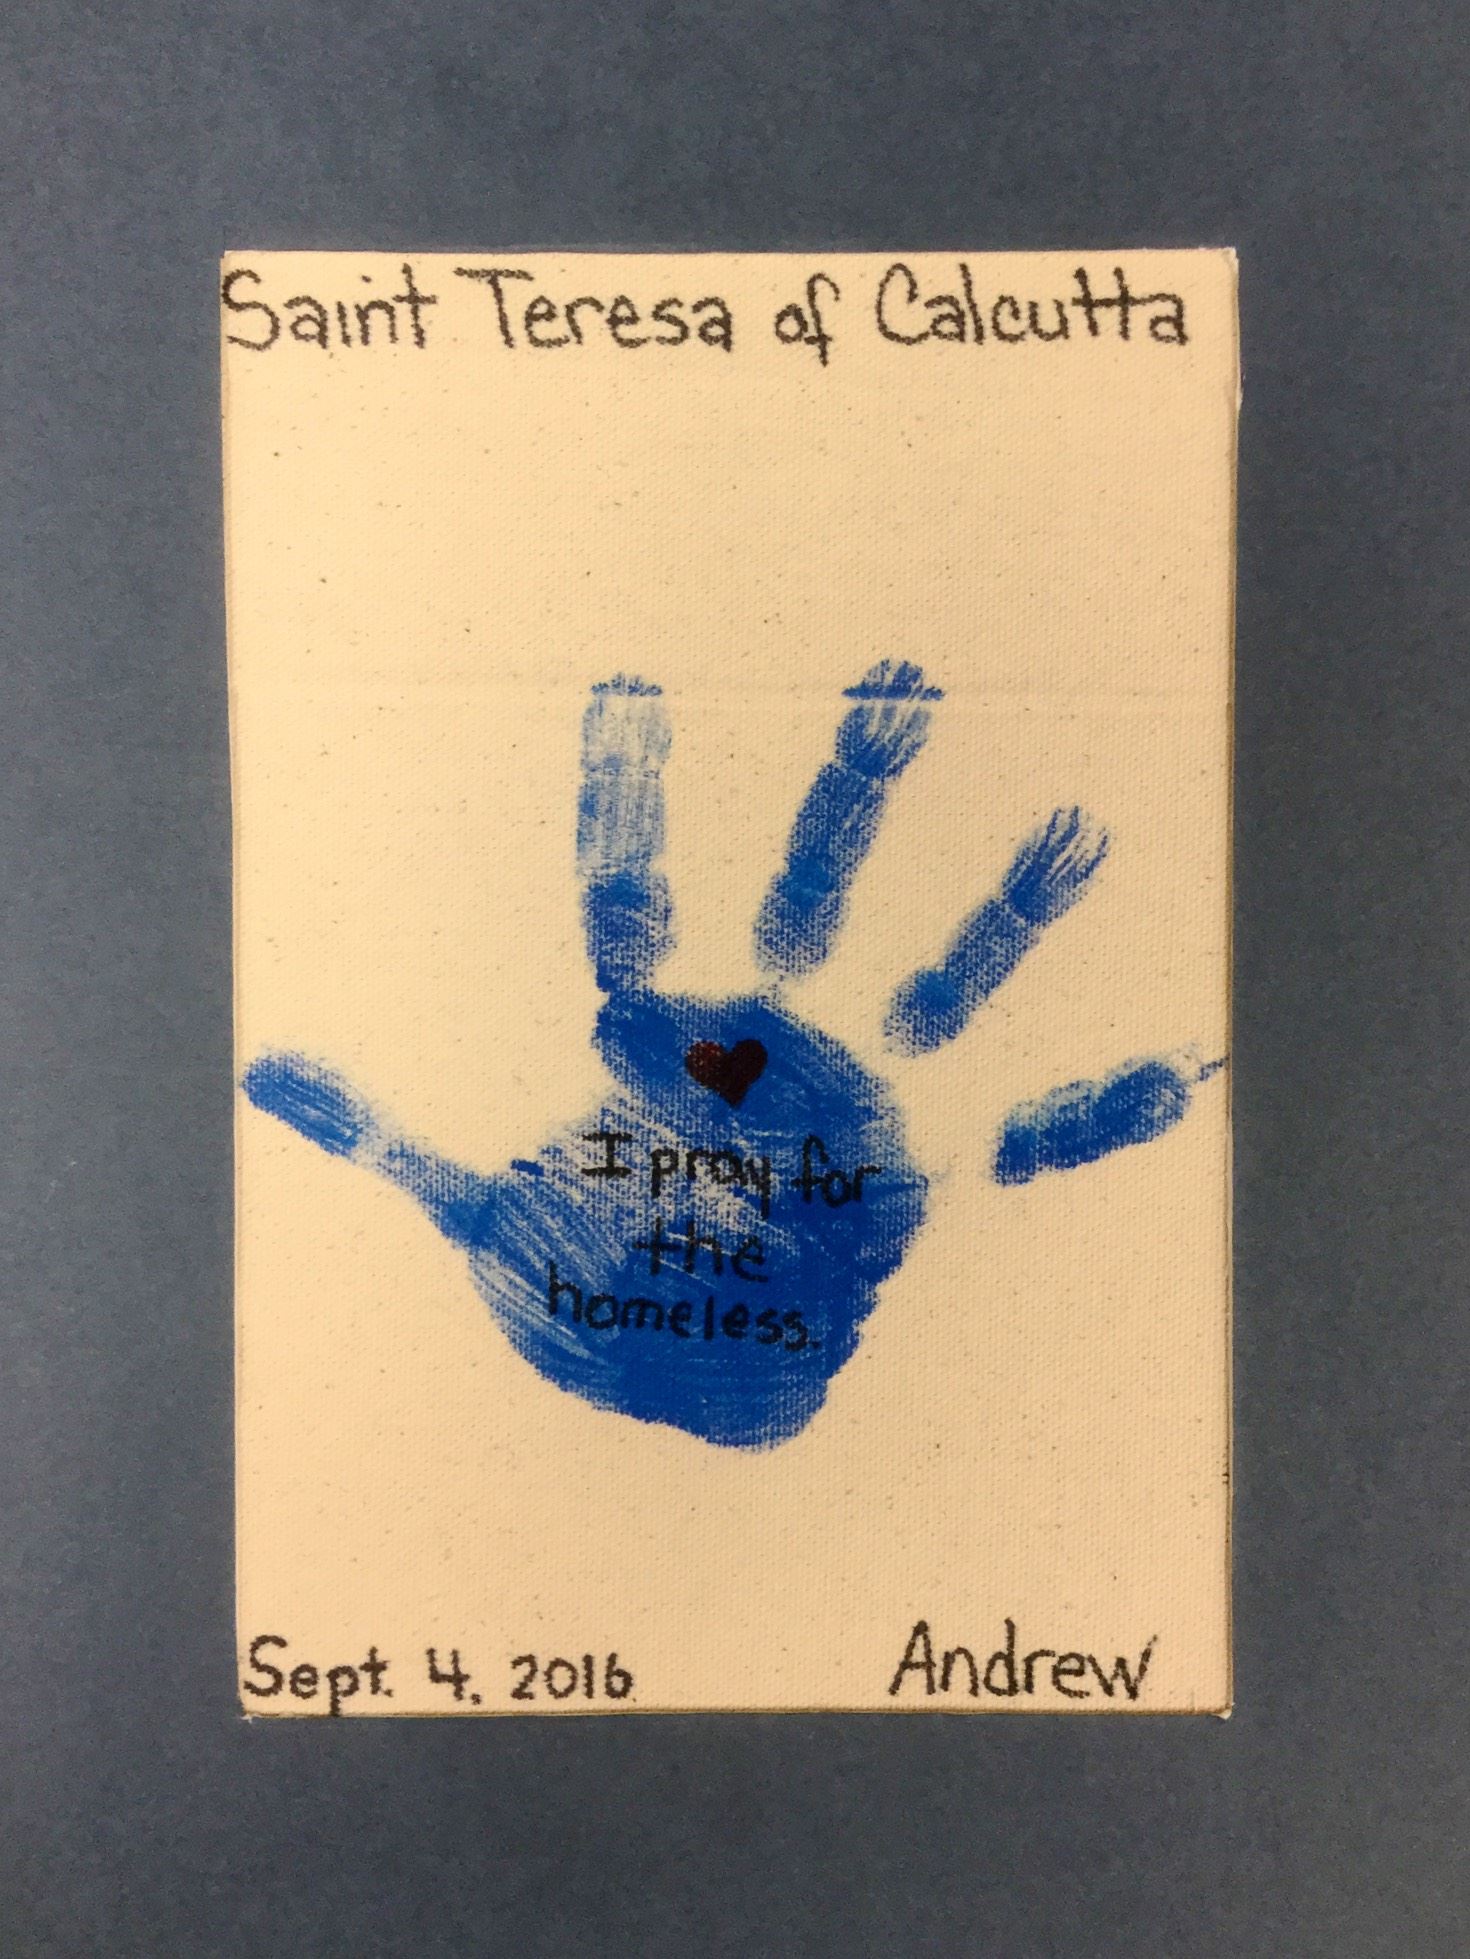 Saint Teresa of Calcutta
I pray for
the
homeless.
Sept. 4, 2016
Andrew